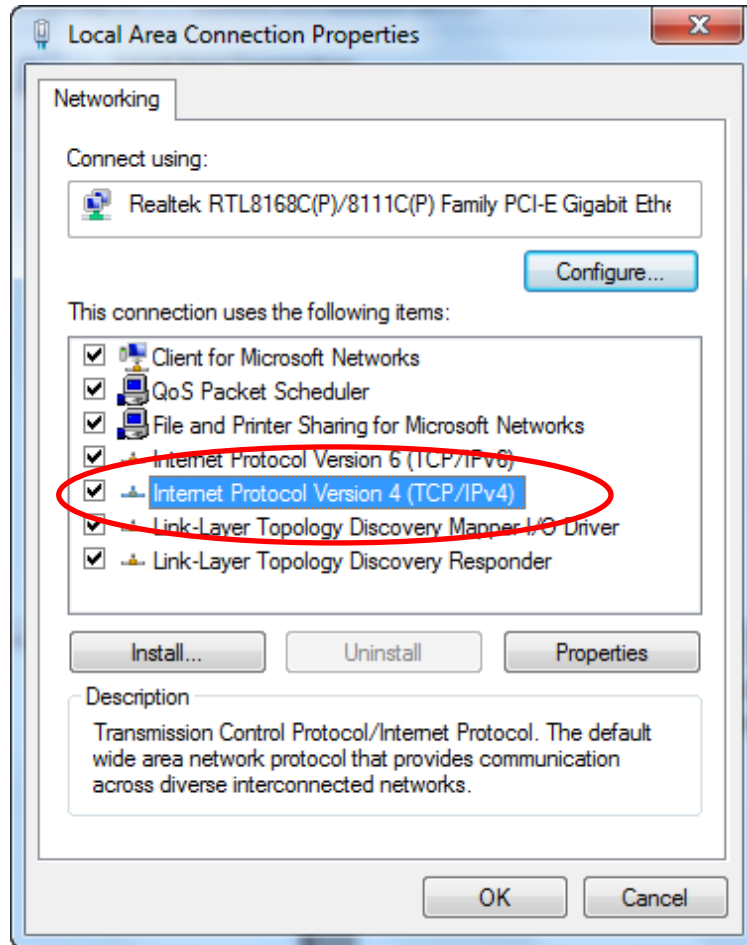 Local Area Connection Properties
Networking
Connect using:
Realtek RTL8168C(P)/8111C(P) Family PCI-E Gigabit Ethe
Configure...
This connection uses the following items:
Client for Microsoft Networks
QoS Packet Scheduler
File and Printer Sharing for Microsoft Networks
Internet Protocol Version 6 (TCP/IPv6)
Internet Protocol Version 4 (TCP/IPv4)
Link-Layer Topology Discovery Mapper I/O Driver
Link-Layer Topology Discovery Responder
Install... Uninstall Properties
Description
Transmission Control Protocol/Internet Protocol. The default
wide area network protocol that provides communication
across diverse interconnected networks.
OK Cancel